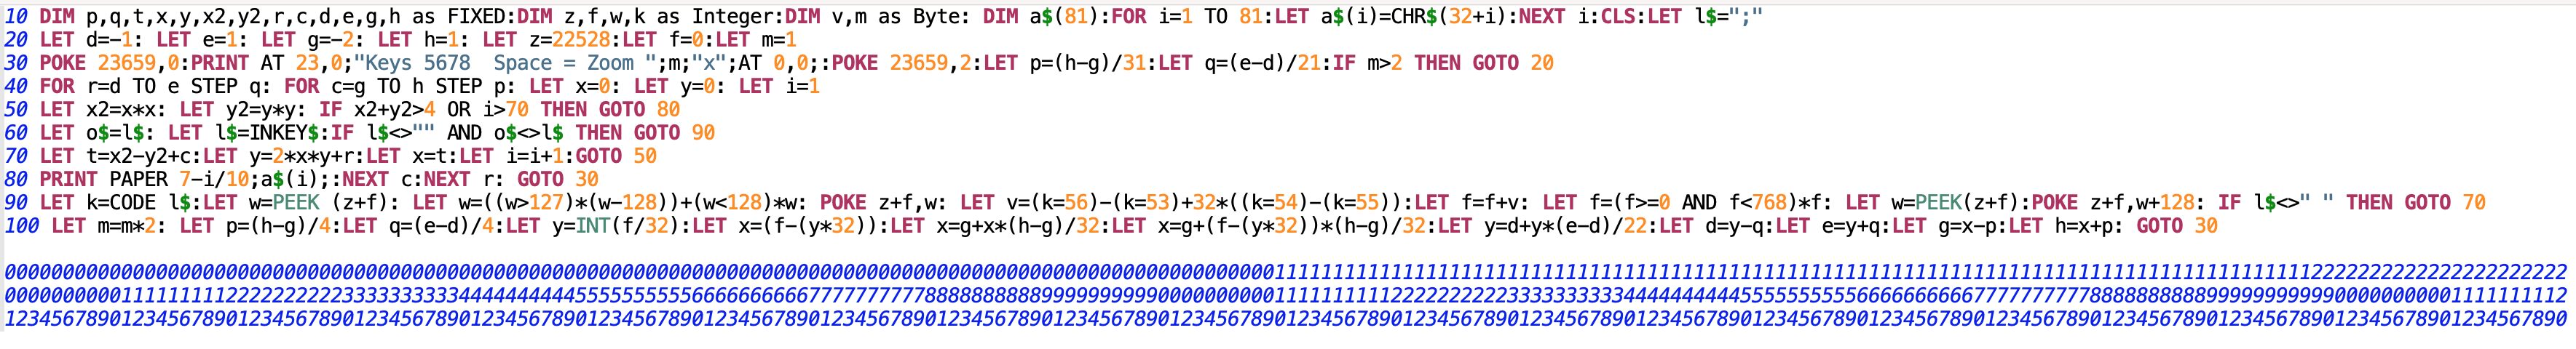 10 DIM p,q,t,x,y,x2,y2,r,c,d,e,g,h as FIXED:DIM z,f,w,k as Integer:DIM v,m as Byte: DIM a$(81):FOR i=1 TO 81:LET a$(i)=CHR$(32+i):NEXT i:CLS:LET l$=";"
20 LET d=-1: LET e=1: LET g=-2: LET h=1: LET z=22528:LET f=0:LET m=1
30 POKE 23659,0:PRINT AT 23,0;"Keys 5678  Space = Zoom ";m;"x";AT 0,0;:POKE 23659,2:LET p=(h-g)/31:LET q=(e-d)/21:IF m>2 THEN GOTO 20
40 FOR r=d TO e STEP q: FOR c=g TO h STEP p: LET x=0: LET y=0: LET i=1
50 LET x2=x*x: LET y2=y*y: IF x2+y2>4 OR i>70 THEN GOTO 80
60 LET o$=l$: LET l$=INKEY$:IF l$<>"" AND o$<>l$ THEN GOTO 90
70 LET t=x2-y2+c:LET y=2*x*y+r:LET x=t:LET i=i+1:GOTO 50
80 PRINT PAPER 7-i/10;a$(i);:NEXT c:NEXT r: GOTO 30
90 LET k=CODE l$:LET w=PEEK (z+f): LET w=((w>127)*(w-128))+(w<128)*w: POKE z+f,w: LET v=(k=56)-(k=53)+32*((k=54)-(k=55)):LET f=f+v: LET f=(f>=0 AND f<768)*f: LET w=PEEK(z+f):POKE z+f,w+128: IF l$<>" " THEN GOTO 70
100 LET m=m*2: LET p=(h-g)/4:LET q=(e-d)/4:LET y=INT(f/32):LET x=(f-(y*32)):LET x=g+x*(h-g)/32:LET x=g+(f-(y*32))*(h-g)/32:LET y=d+y*(e-d)/22:LET d=y-q:LET e=y+q:LET g=x-p:LET h=x+p: GOTO 30
0000000000000000000000000000000000000000000000000000000000000000000000000000000000000000000000000000000000000111111111111111111111111111111111111111111111111111111111111111111111111111111111111111112222222222222222222222
0000000000111111111222222222233333333334444444444555555555566666666667777777777888888888899999999990000000000111111111122222222223333333333444444444455555555556666666666777777777788888888889999999999900000000001111111112
1234567890123456789012345678901234567890123456789012345678901234567890123456789012345678901234567890123456789012345678901234567890123456789012345678901234567890123456789012345678901234567890123456789012345678901234567890